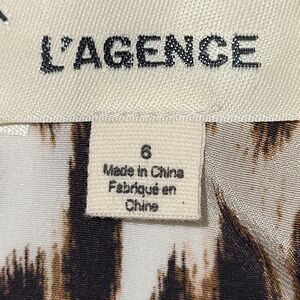 L'AGENCE
6
Made in China
Fabriqué en
Chine